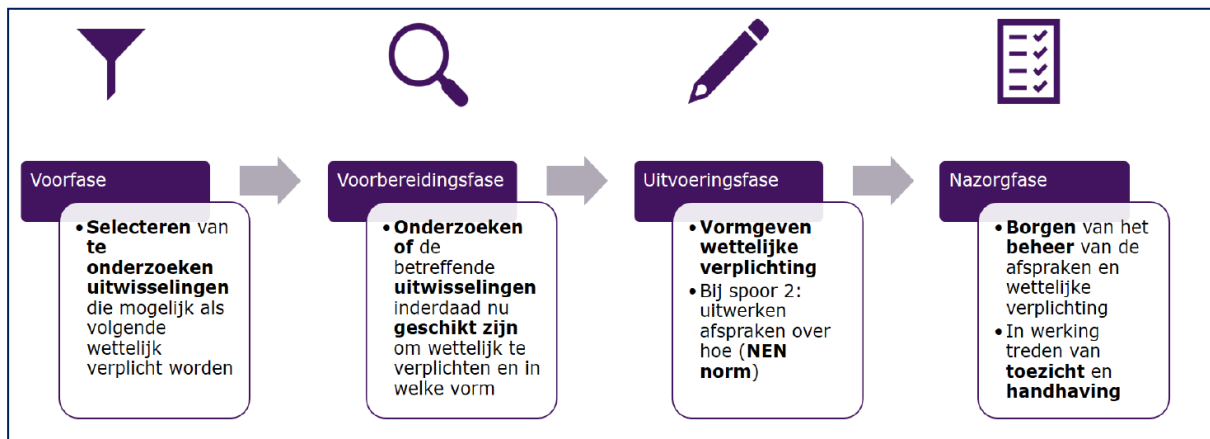 Voorfase
• Selecteren van
te
onderzoeken
uitwisselingen
die mogelijk als
volgende
wettelijk
verplicht worden
Voorbereidingsfase
• Onderzoeken
of de
betreffende
uitwisselingen
inderdaad nu
geschikt zijn
om wettelijk te
verplichten en in
welke vorm
Uitvoeringsfase
• Vormgeven
wettelijke
verplichting
• Bij spoor 2:
uitwerken
afspraken over
hoe (NEN
norm)
Nazorgfase
• Borgen van het
beheer van de
afspraken en
wettelijke
verplichting
• In werking
treden van
toezicht en
handhaving